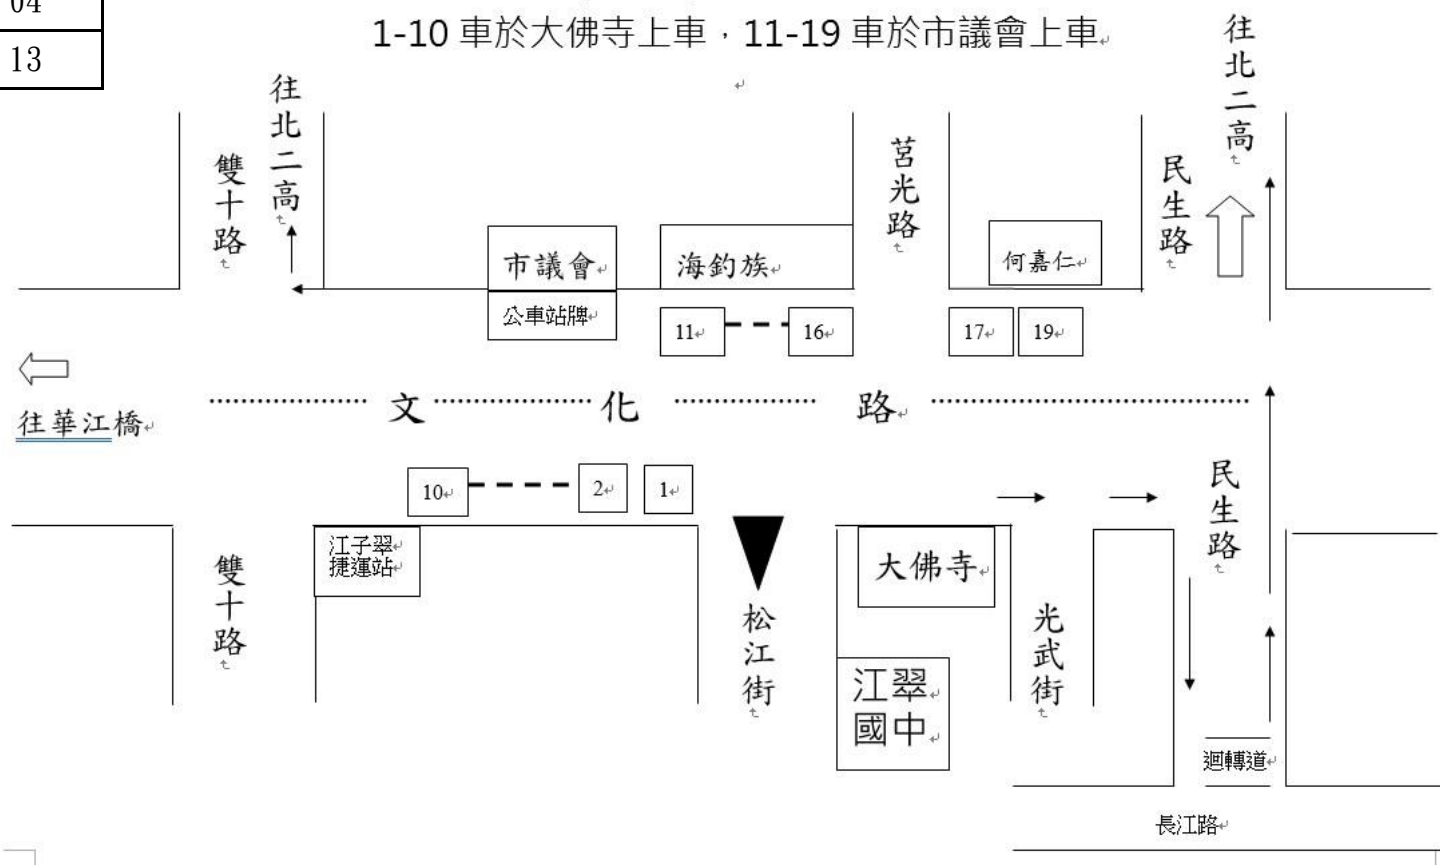 04
13
1-10 車於大佛寺上車，11-19 車於市議會上車
往北二高
往北二高
雙十路
莒光路
民生路
市議會
海釣族
何嘉仁
公車站牌
11
16
17
19
往華江橋
文化路
10
2
1
民生路
江子翠
捷運站
大佛寺
雙十路
松江街
光武街
江翠
國中
迴轉道
長江路